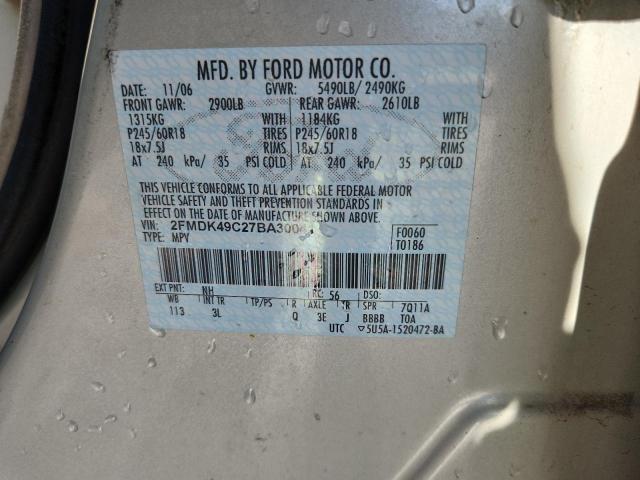 MFD. BY FORD MOTOR CO.
DATE: 11/06 GVWR: 5490LB/ 2490KG
FRONT GAWR: 2900LB REAR GAWR: 2610LB
1315KG WITH 1184KG WITH
P245/60R18 TIRES P245/60R18 TIRES
18x7.5J RIMS 18x7.5J RIMS
AT 240 kPa/ 35 PSI COLD AT 240 kPa/ 35 PSI COLD
THIS VEHICLE CONFORMS TO ALL APPLICABLE FEDERAL MOTOR
VEHICLE SAFETY AND THEFT PREVENTION STANDARDS IN
EFFECT ON THE DATE OF MANUFACTURE SHOWN ABOVE.
VIN: 2FMDK49C27BA300 F0060
TYPE: MPV T0186
EXT PNT: NH RC: 56 DSO:
WB INT TR TP/PS R AXLE TR SPR 7Q11A
113 3L Q 3E J BBBB TOA
UTC 5U5A-1520472-BA